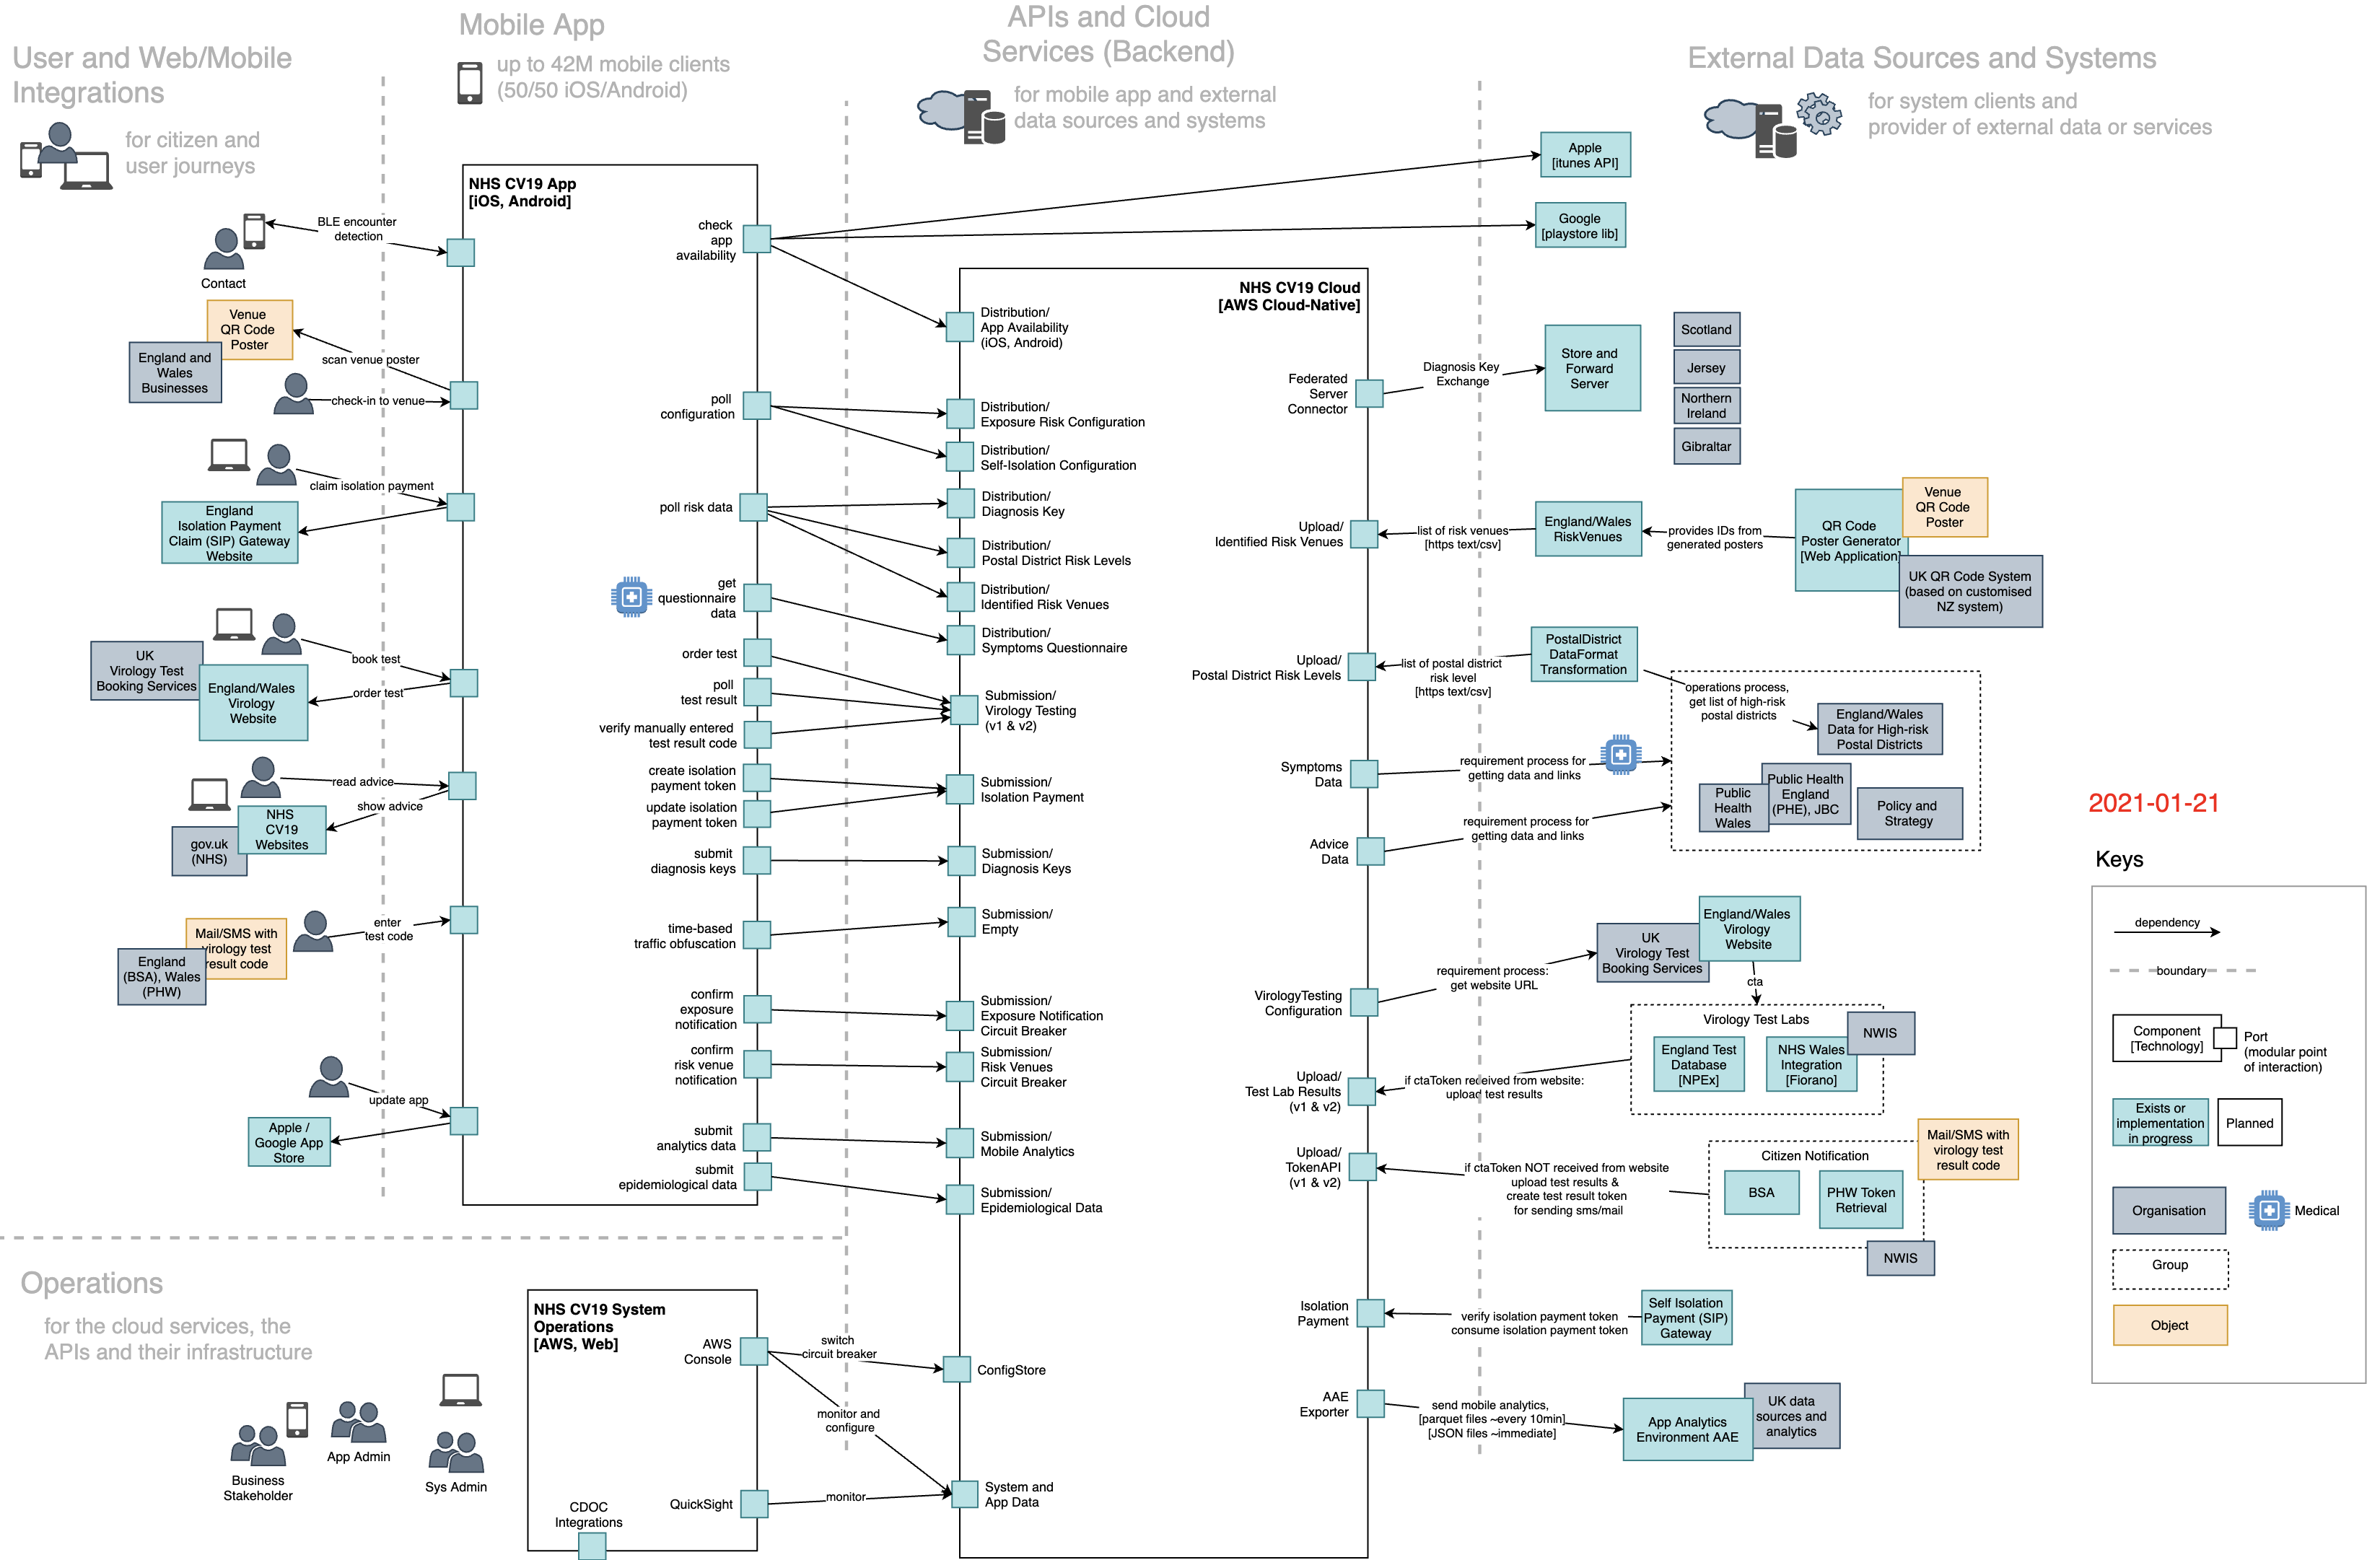 User and Web/Mobile
Integrations
for citizen and
user journeys
Mobile App
up to 42M mobile clients
(50/50 iOS/Android)
APIs and Cloud
Services (Backend)
for mobile app and external
data sources and systems
External Data Sources and Systems
for system clients and
provider of external data or services
Contact
BLE encounter
detection
Venue
QR Code
Poster
England and
Wales
Businesses
scan venue poster
check-in to venue
claim isolation payment
England
Isolation Payment
Claim (SIP) Gateway
Website
UK
Virology Test
Booking Services
England/Wales
Virology
Website
book test
order test
read advice
show advice
NHS
CV19
Websites
gov.uk
(NHS)
Mail/SMS with
virology test
result code
England
(BSA), Wales
(PHW)
enter
test code
update app
Apple /
Google App
Store
NHS CV19 App
[iOS, Android]
check
app
availability
poll
configuration
poll risk data
get
questionnaire
data
order test
poll
test result
verify manually entered
test result code
create isolation
payment token
update isolation
payment token
submit
diagnosis keys
time-based
traffic obfuscation
confirm
exposure
notification
confirm
risk venue
notification
submit
analytics data
submit
epidemiological data
NHS CV19 Cloud
[AWS Cloud-Native]
Distribution/
App Availability
(iOS, Android)
Distribution/
Exposure Risk Configuration
Distribution/
Self-Isolation Configuration
Distribution/
Diagnosis Key
Distribution/
Postal District Risk Levels
Distribution/
Identified Risk Venues
Distribution/
Symptoms Questionnaire
Submission/
Virology Testing
(v1 & v2)
Submission/
Isolation Payment
Submission/
Diagnosis Keys
Submission/
Empty
Submission/
Exposure Notification
Circuit Breaker
Submission/
Risk Venues
Circuit Breaker
Submission/
Mobile Analytics
Submission/
Epidemiological Data
ConfigStore
System and
App Data
Federated
Server
Connector
Upload/
Identified Risk Venues
Upload/
Postal District Risk Levels
Symptoms
Data
Advice
Data
VirologyTesting
Configuration
Upload/
Test Lab Results
(v1 & v2)
Upload/
TokenAPI
(v1 & v2)
Isolation
Payment
AAE
Exporter
Apple
[itunes API]
Google
[playstore lib]
Diagnosis Key
Exchange
Store and
Forward
Server
Scotland
Jersey
Northern
Ireland
Gibraltar
list of risk venues
[https text/csv]
England/Wales
RiskVenues
provides IDs from
generated posters
QR Code
Poster Generator
[Web Application]
Venue
QR Code
Poster
UK QR Code System
(based on customised
NZ system)
list of postal district
risk level
[https text/csv]
PostalDistrict
DataFormat
Transformation
operations process,
get list of high-risk
postal districts
England/Wales
Data for High-risk
Postal Districts
Public
Health
Wales
Public Health
England
(PHE), JBC
Policy and
Strategy
requirement process for
getting data and links
requirement process for
getting data and links
requirement process:
get website URL
UK
Virology Test
Booking Services
England/Wales
Virology
Website
cta
Virology Test Labs
England Test
Database
[NPEx]
NHS Wales
Integration
[Fiorano]
NWIS
if ctaToken received from website:
upload test results
if ctaToken NOT received from website
upload test results &
create test result token
for sending sms/mail
Citizen Notification
BSA
PHW Token
Retrieval
Mail/SMS with
virology test
result code
NWIS
verify isolation payment token
consume isolation payment token
Self Isolation
Payment (SIP)
Gateway
send mobile analytics,
[parquet files ~every 10min]
[JSON files ~immediate]
App Analytics
Environment AAE
UK data
sources and
analytics
2021-01-21
Keys
dependency
boundary
Component
[Technology]
Port
(modular point
of interaction)
Exists or
implementation
in progress
Planned
Organisation
Medical
Group
Object
Operations
for the cloud services, the
APIs and their infrastructure
Business
Stakeholder
App Admin
Sys Admin
NHS CV19 System
Operations
[AWS, Web]
AWS
Console
QuickSight
CDOC
Integrations
switch
circuit breaker
monitor and
configure
monitor